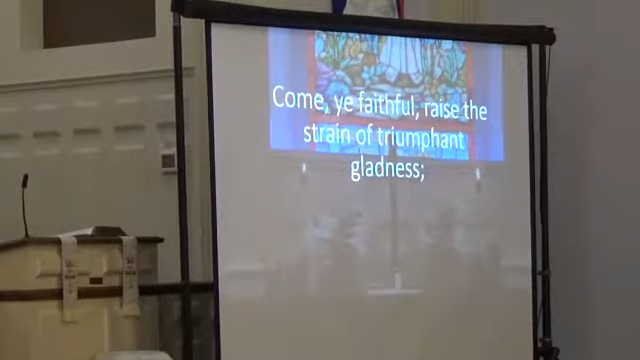 Come, ye faithful, raise the
strain of triumphant
gladness;